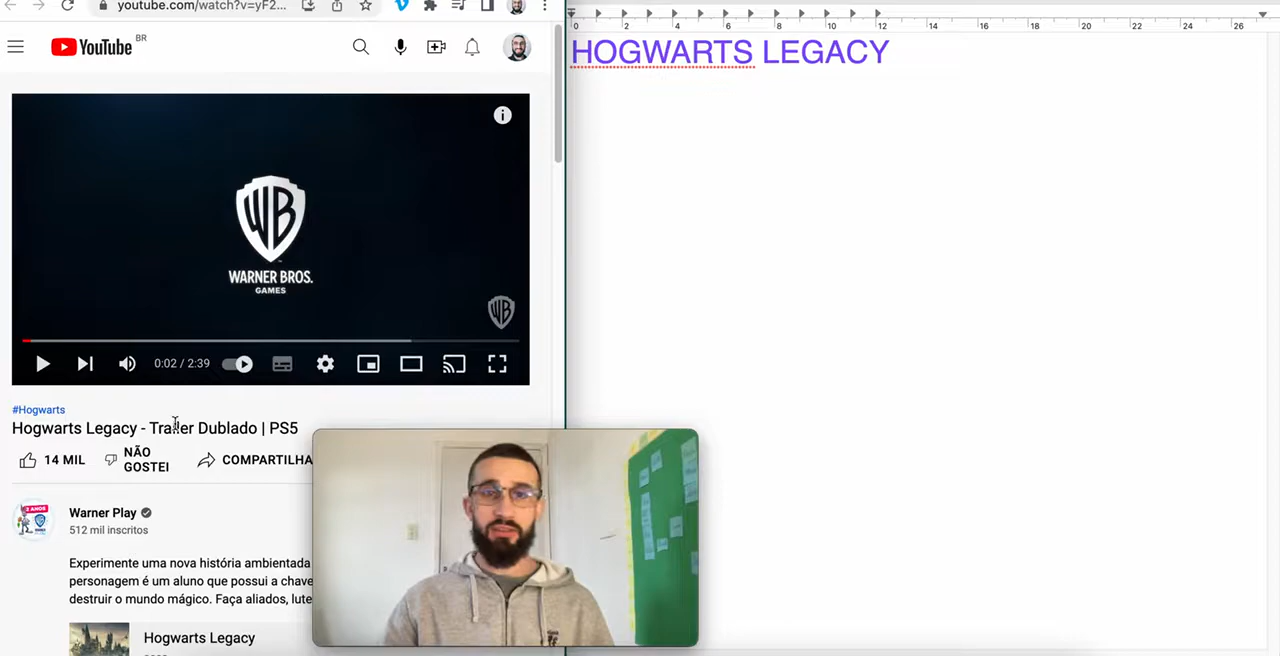 youtube.com/watch?v=yF2...
YouTube BR
WB
WARNER BROS.
GAMES
WB
0:02 / 2:39
#Hogwarts
Hogwarts Legacy - Trailer Dublado | PS5
14 MIL
NÃO
GOSTEI
COMPARTILHA
Warner Play
512 mil inscritos
Experimente uma nova história ambientada
personagem é um aluno que possui a chave
destruir o mundo mágico. Faça aliados, lute
Hogwarts Legacy
0 2 4 6 8 10 12 14 16 18 20 22 24 26
HOGWARTS LEGACY